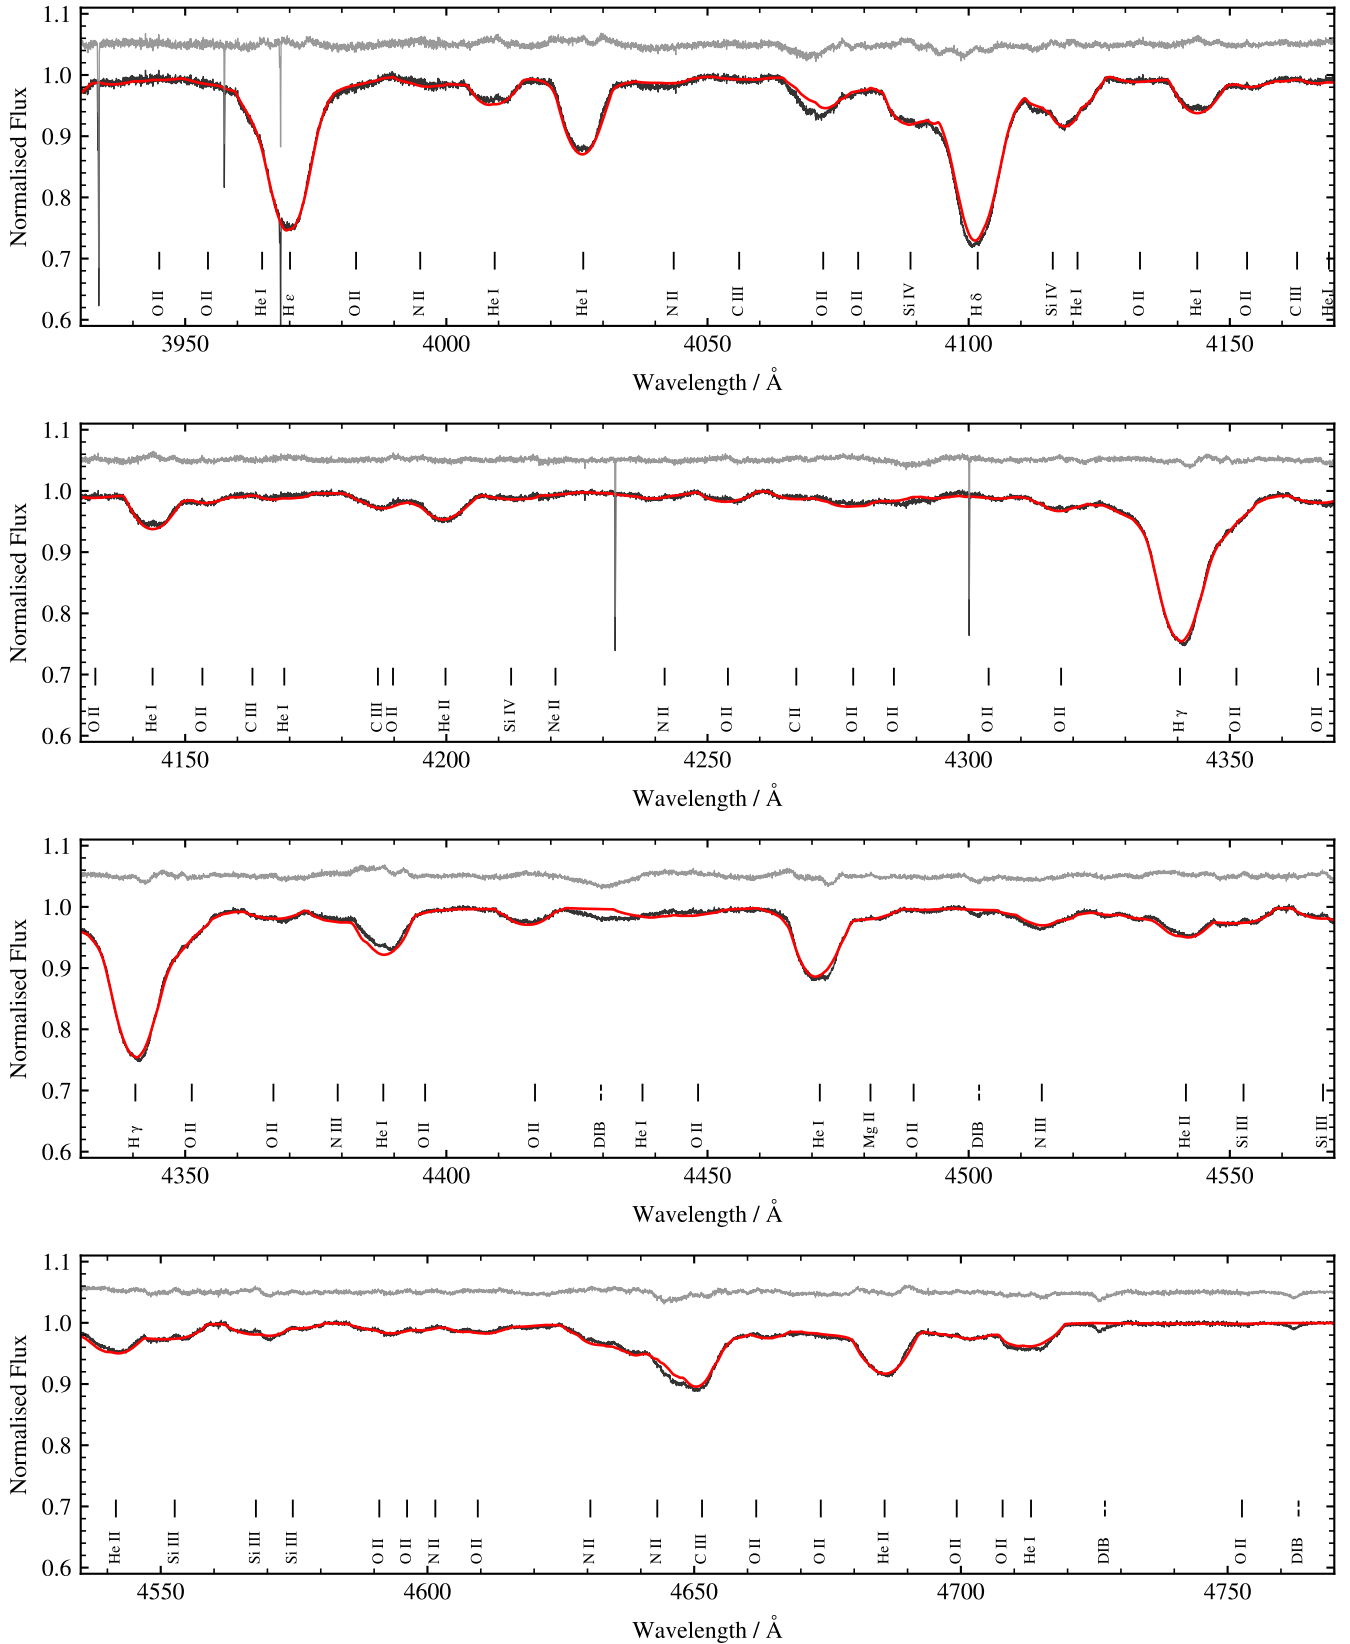 1.1
1.0
0.9
0.8
0.7
0.6
Normalised Flux
O II
O II
He I
H ε
O II
N II
He I
He I
N II
C III
O II
O II
Si IV
H δ
Si IV
He I
O II
He I
O II
C III
He I
3950
4000
4050
4100
4150
Wavelength / Å
1.1
1.0
0.9
0.8
0.7
0.6
Normalised Flux
O II
He I
O II
C III
He I
C III
O II
He II
Si IV
Ne II
N II
O II
C II
O II
O II
O II
O II
H γ
O II
O II
4150
4200
4250
4300
4350
Wavelength / Å
1.1
1.0
0.9
0.8
0.7
0.6
Normalised Flux
H γ
O II
O II
N III
He I
O II
O II
DIB
He I
O II
He I
Mg II
O II
DIB
N III
He II
Si III
Si III
4350
4400
4450
4500
4550
Wavelength / Å
1.1
1.0
0.9
0.8
0.7
0.6
Normalised Flux
He II
Si III
Si III
Si III
O II
O II
N II
O II
N II
N II
C III
O II
O II
He II
O II
O II
He I
DIB
O II
DIB
4550
4600
4650
4700
4750
Wavelength / Å